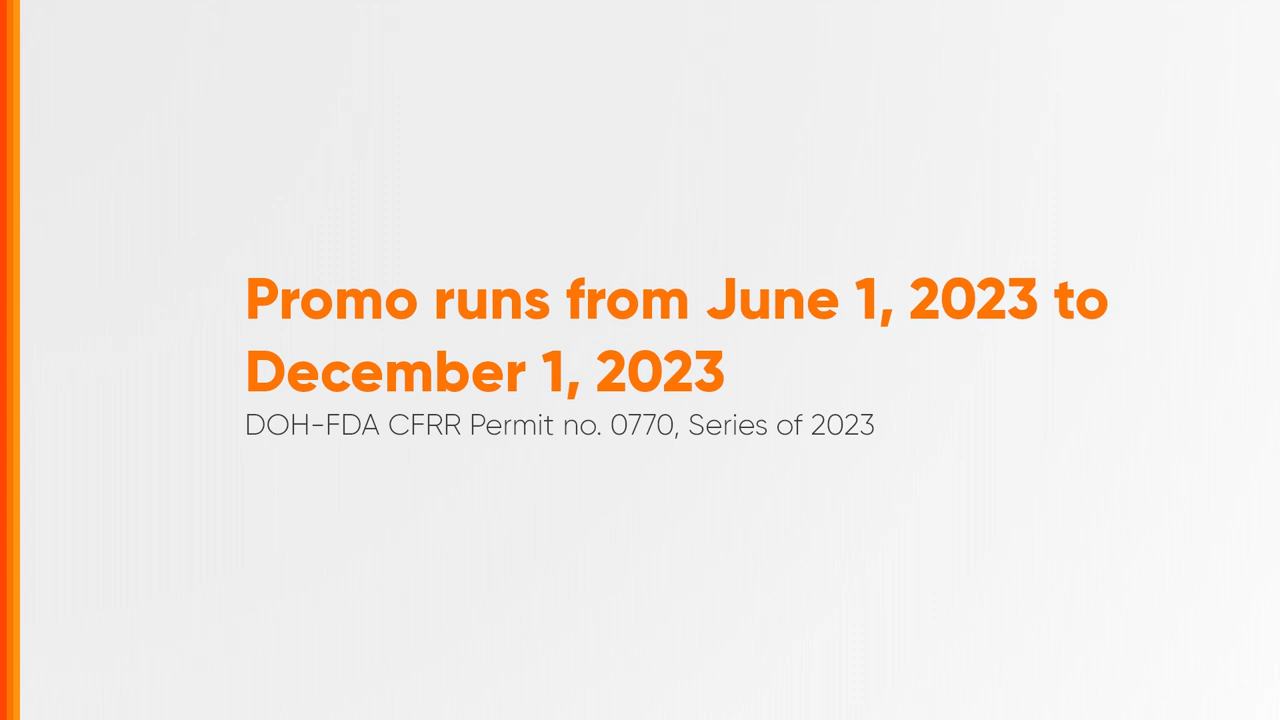 Promo runs from June 1, 2023 to
December 1, 2023
DOH-FDA CFRR Permit no. 0770, Series of 2023